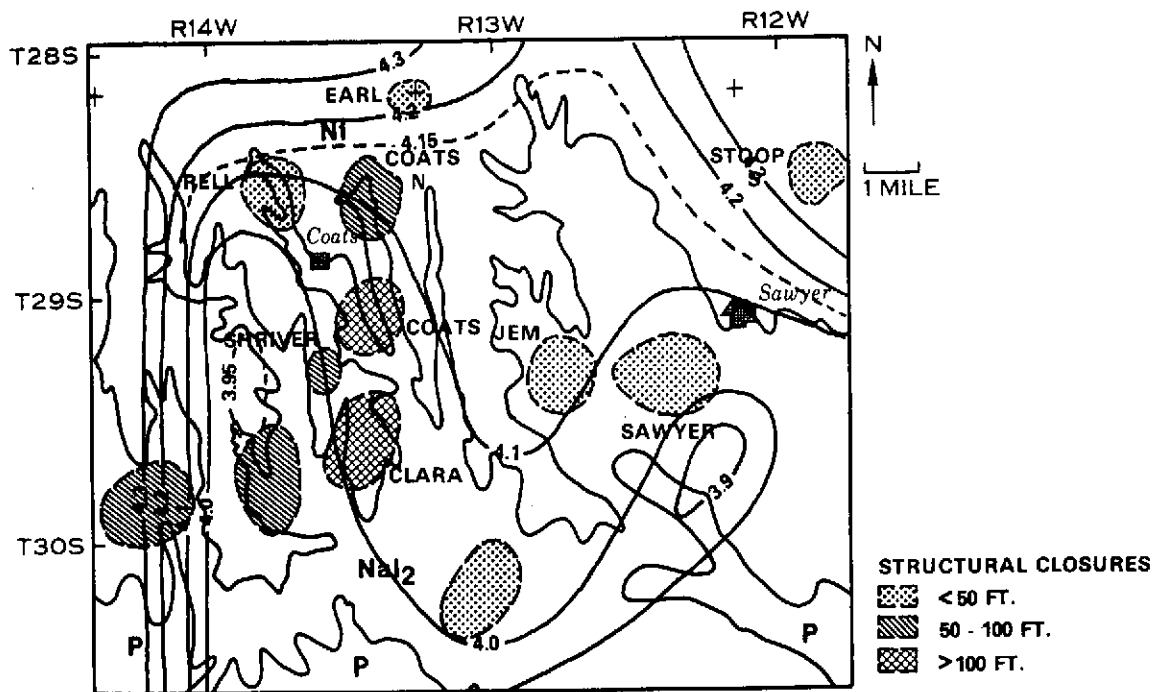 R14W R13W R12W
T28S
N
4.3
EARL
4.2
N1
4.15
COATS
N
RELL
STOOP
4.2
1 MILE
Coats
T29S
Sawyer
SHRIVER
COATS
JEM
3.95
SAWYER
4.1
CLARA
3.9
4.0
T30S
Nal2
4.0
P
P
P
STRUCTURAL CLOSURES
<50 FT.
50 - 100 FT.
>100 FT.